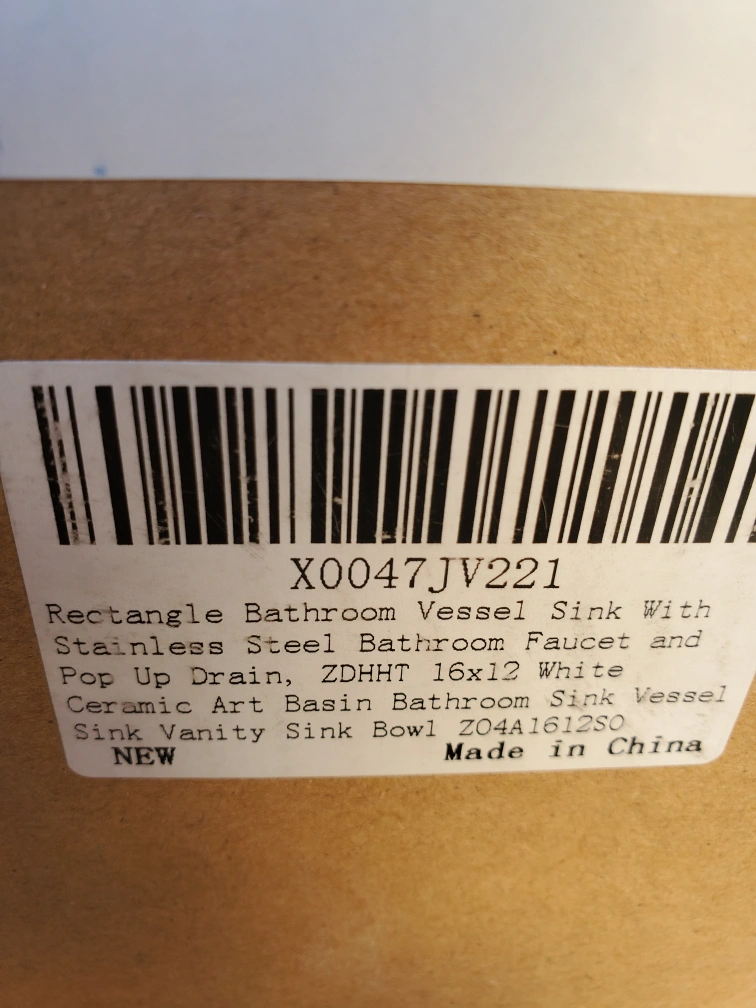 X0047JV221
Rectangle Bathroom Vessel Sink With
Stainless Steel Bathroom Faucet and
Pop Up Drain, ZDHHT 16x12 White
Ceramic Art Basin Bathroom Sink Vessel
Sink Vanity Sink Bowl Z04A1612S0
NEW Made in China